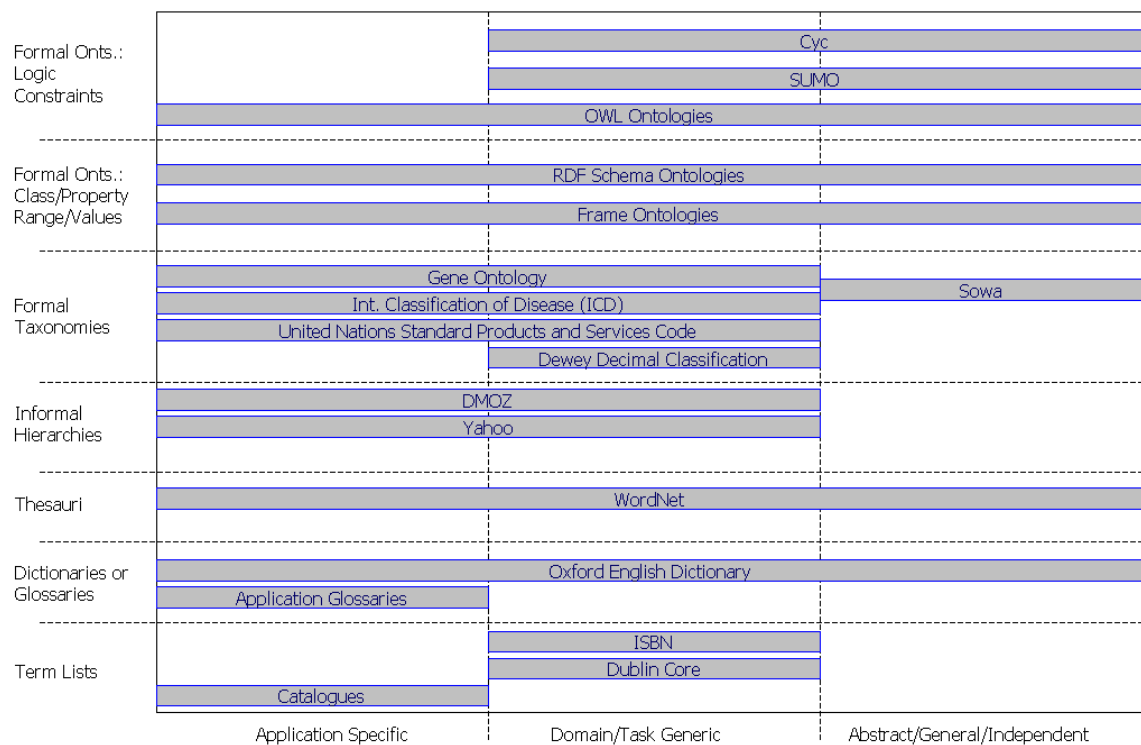 Formal Onts.:
Logic
Constraints
Cyc
SUMO
OWL Ontologies
Formal Onts.:
Class/Property
Range/Values
RDF Schema Ontologies
Frame Ontologies
Formal
Taxonomies
Gene Ontology
Sowa
Int. Classification of Disease (ICD)
United Nations Standard Products and Services Code
Dewey Decimal Classification
Informal
Hierarchies
DMOZ
Yahoo
Thesauri
WordNet
Dictionaries or
Glossaries
Oxford English Dictionary
Application Glossaries
Term Lists
ISBN
Dublin Core
Catalogues
Application Specific
Domain/Task Generic
Abstract/General/Independent